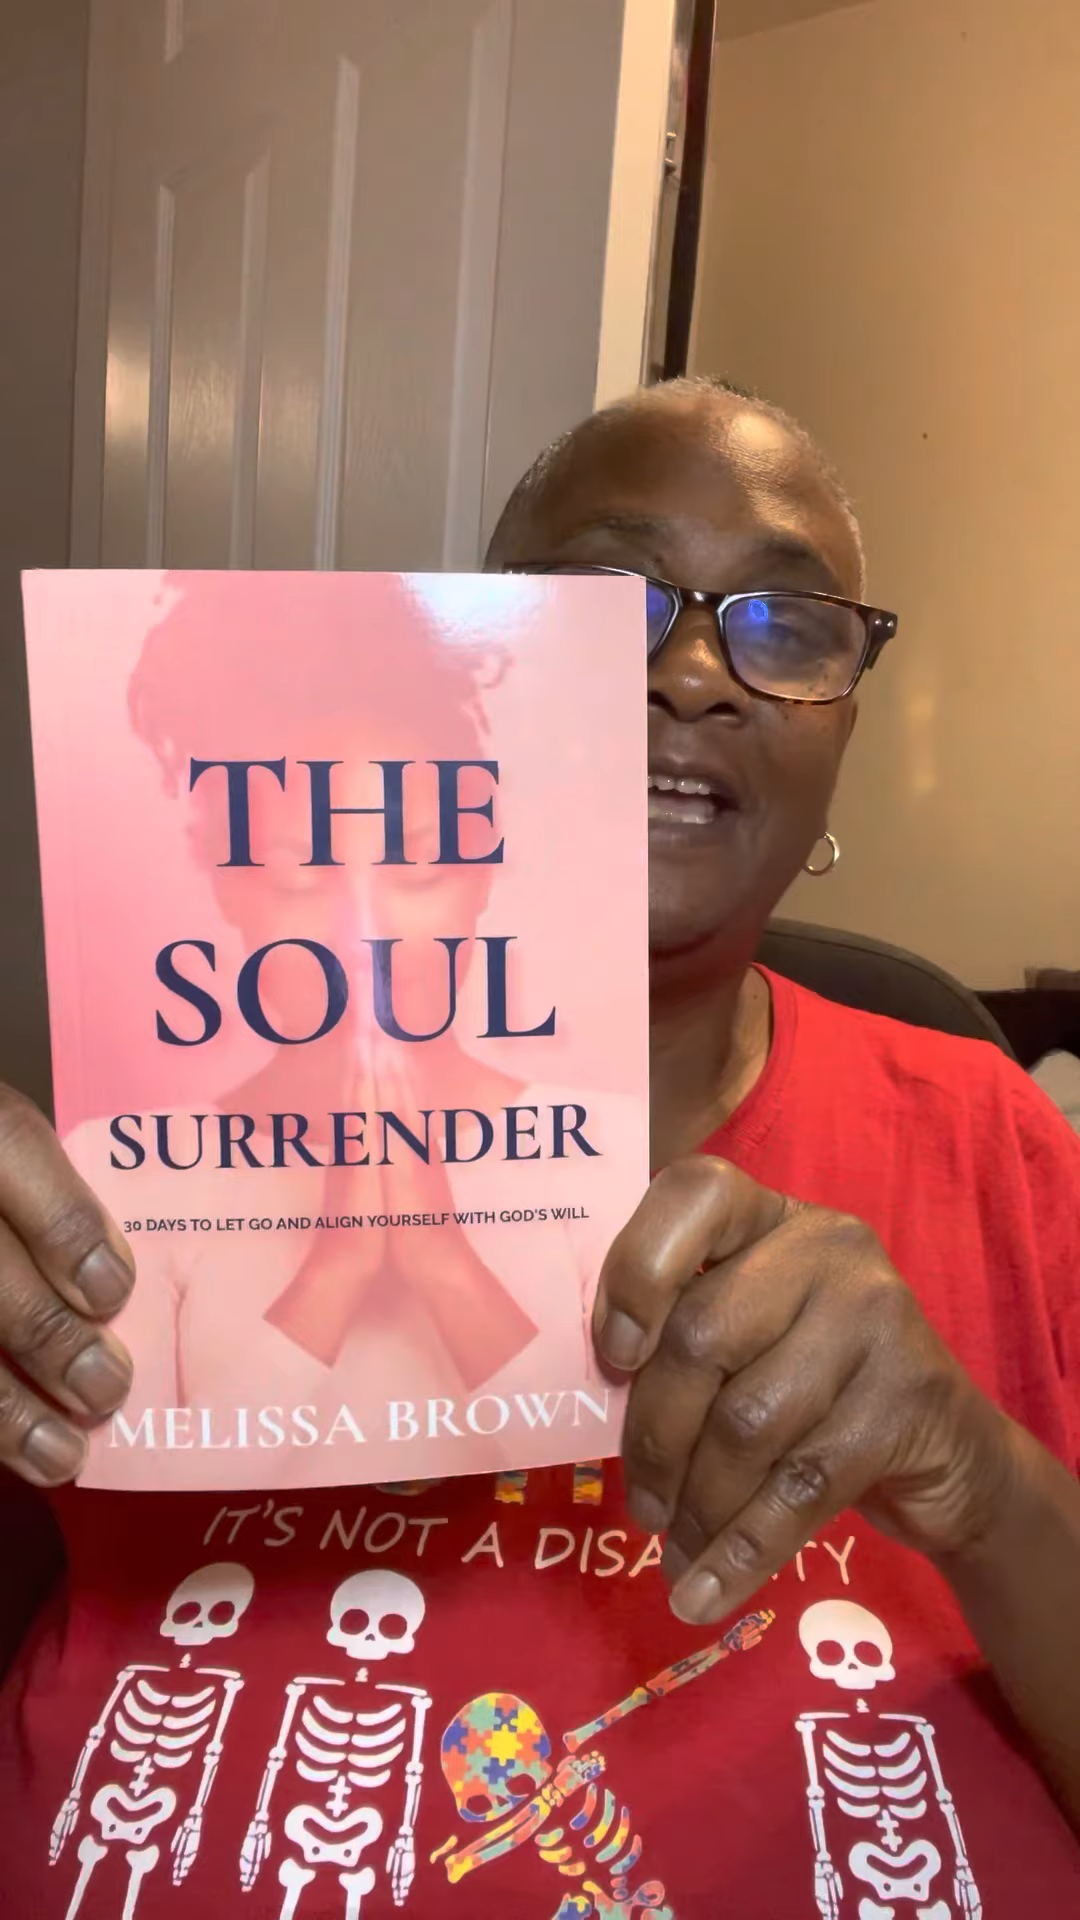 THE
SOUL
SURRENDER
30 DAYS TO LET GO AND ALIGN YOURSELF WITH GOD'S WILL
MELISSA BROWN
IT'S NOT A